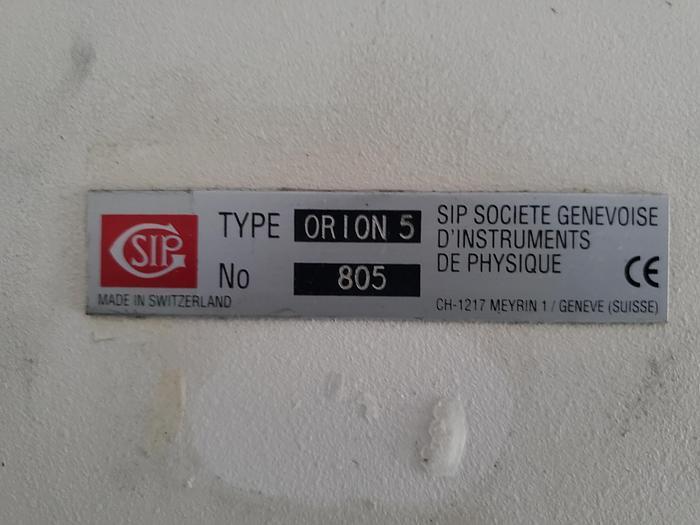 SIP
MADE IN SWITZERLAND
TYPE ORION 5
No 805
SIP SOCIETE GENEVOISE
D'INSTRUMENTS
DE PHYSIQUE
CE
CH-1217 MEYRIN 1 / GENEVE (SUISSE)